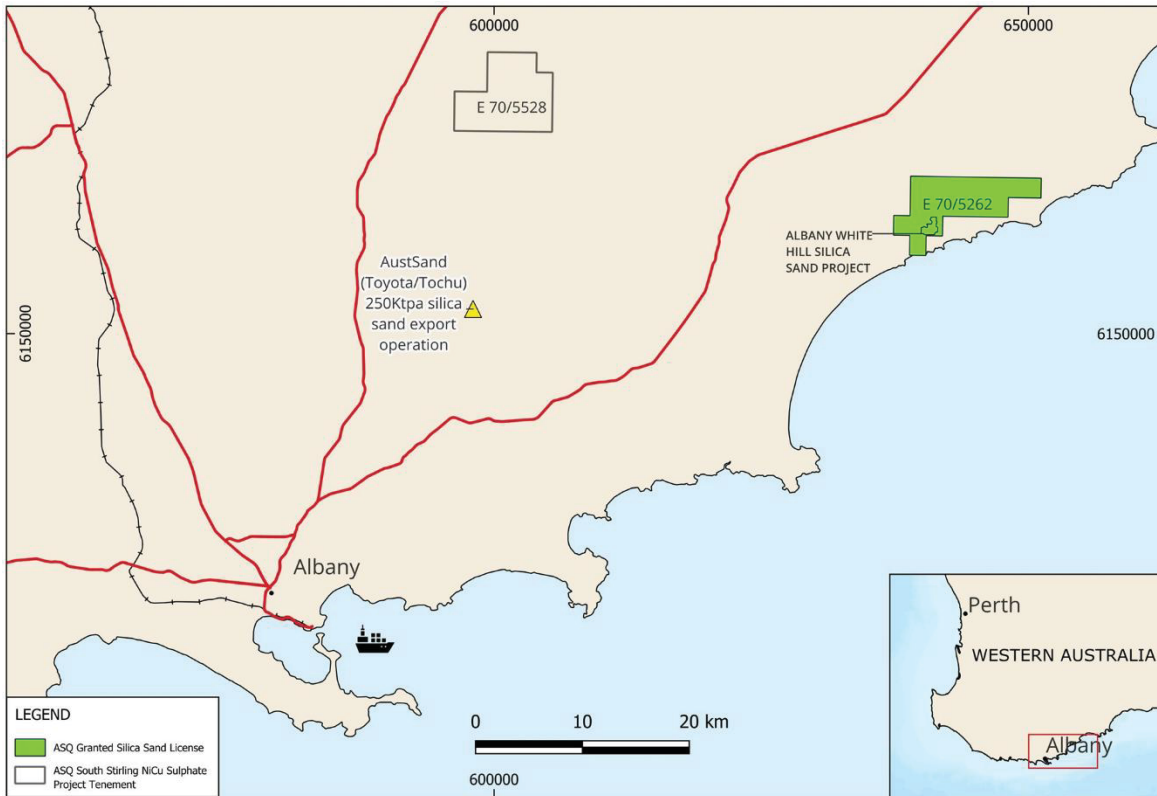 600000
650000
E 70/5528
E 70/5262
ALBANY WHITE
HILL SILICA
SAND PROJECT
AustSand
(Toyota/Tochu)
250Ktpa silica
sand export
operation
6150000
6150000
Albany
Perth
WESTERN AUSTRALIA
Albany
LEGEND
ASQ Granted Silica Sand License
ASQ South Stirling NiCu Sulphate
Project Tenement
0 10 20 km
600000